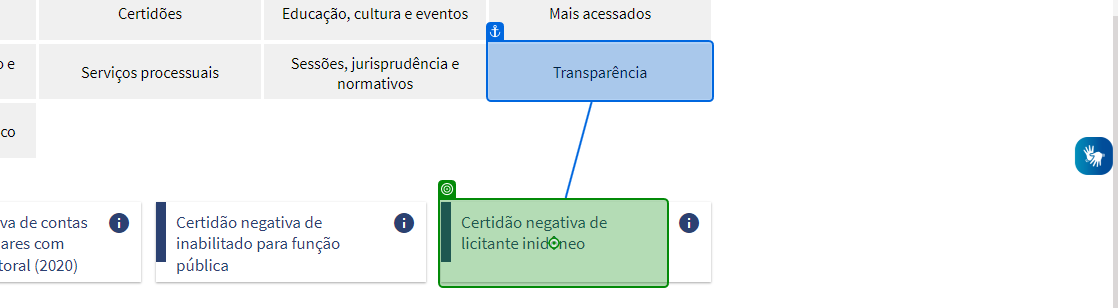 Certidões
Educação, cultura e eventos
Mais acessados
o e
Serviços processuais
Sessões, jurisprudência e
normativos
Transparência
co
va de contas
ares com
toral (2020)
Certidão negativa de
inabilitado para função
pública
Certidão negativa de
licitante inidôneo